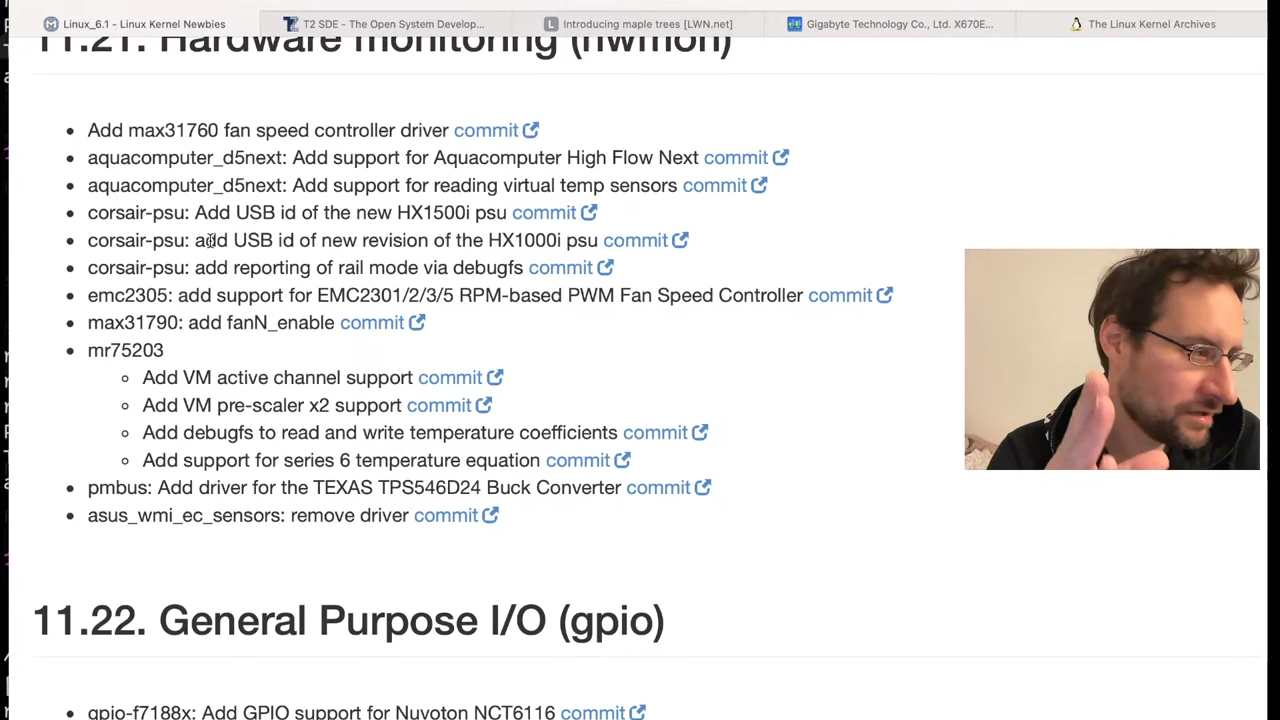 Linux_6.1 - Linux Kernel Newbies
T2 SDE - The Open System Develop...
Introducing maple trees [LWN.net]
Gigabyte Technology Co., Ltd. X670E...
The Linux Kernel Archives
11.21. Hardware monitoring (hwmon)
Add max31760 fan speed controller driver commit
aquacomputer_d5next: Add support for Aquacomputer High Flow Next commit
aquacomputer_d5next: Add support for reading virtual temp sensors commit
corsair-psu: Add USB id of the new HX1500i psu commit
corsair-psu: add USB id of new revision of the HX1000i psu commit
corsair-psu: add reporting of rail mode via debugfs commit
emc2305: add support for EMC2301/2/3/5 RPM-based PWM Fan Speed Controller commit
max31790: add fanN_enable commit
mr75203
Add VM active channel support commit
Add VM pre-scaler x2 support commit
Add debugfs to read and write temperature coefficients commit
Add support for series 6 temperature equation commit
pmbus: Add driver for the TEXAS TPS546D24 Buck Converter commit
asus_wmi_ec_sensors: remove driver commit
11.22. General Purpose I/O (gpio)
gpio-f7188x: Add GPIO support for Nuvoton NCT6116 commit